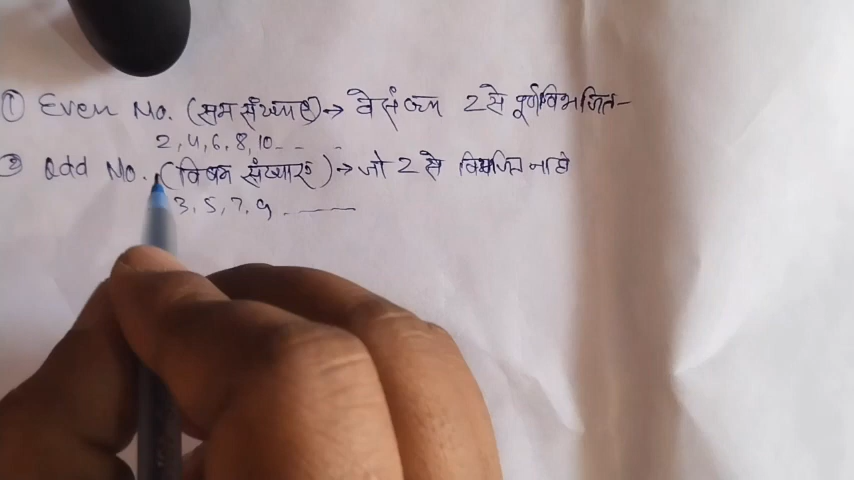 ① Even No. (सम संख्याएं) → वे संख्या 2 से पूर्ण विभाजित -
2, 4, 6, 8, 10 - - -
② Odd No. (विषम संख्याएं) → जो 2 से विभाजित ना हो
3, 5, 7, 9 - - - -